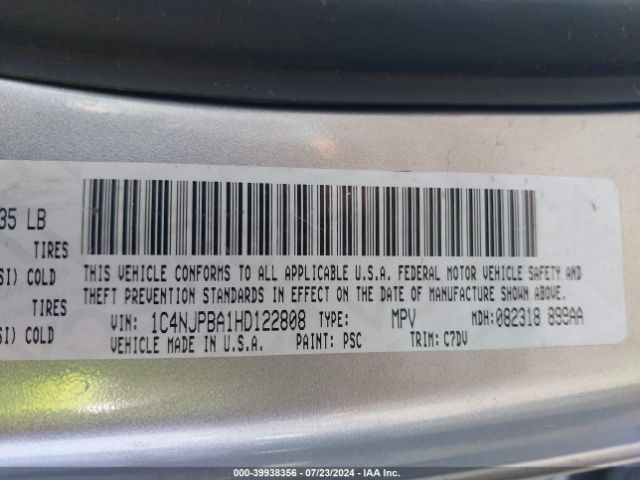 35 LB
TIRES
SI) COLD
TIRES
SI) COLD
THIS VEHICLE CONFORMS TO ALL APPLICABLE U.S.A. FEDERAL MOTOR VEHICLE SAFETY AND
THEFT PREVENTION STANDARDS IN EFFECT ON THE DATE OF MANUFACTURE SHOWN ABOVE.
VIN: 1C4NJPBA1HD122808 TYPE: MPV MDH:082318 899AA
VEHICLE MADE IN U.S.A. PAINT: PSC TRIM: C7DV
000-39938356 - 07/23/2024 - IAA Inc.